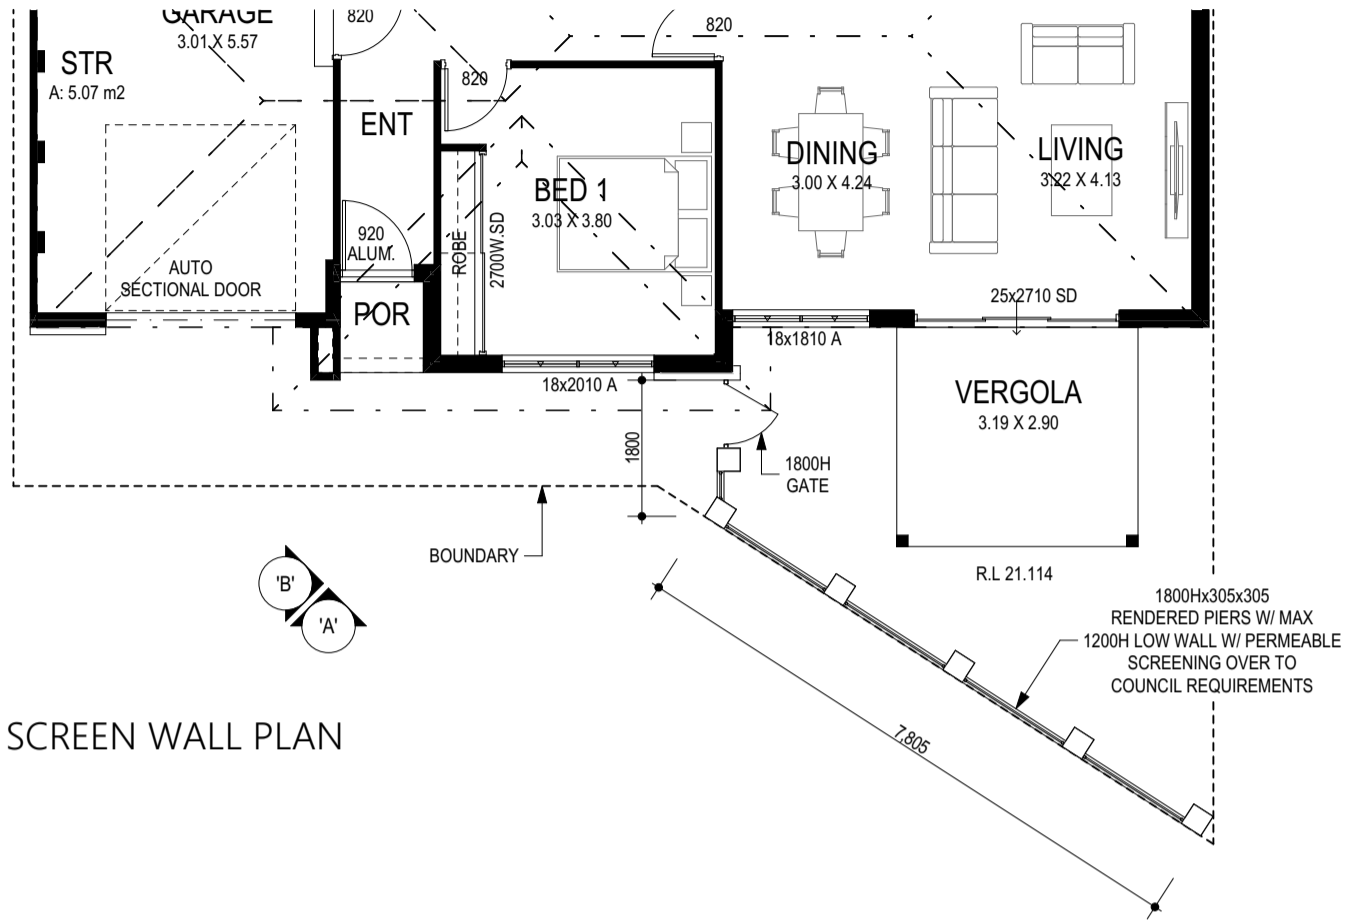 GARAGE
3.01 X 5.57
820
820
STR
A: 5.07 m2
820
ENT
DINING
3.00 X 4.24
LIVING
3.22 X 4.13
BED 1
3.03 X 3.80
ROBE
2700W.SD
920
ALUM.
AUTO
SECTIONAL DOOR
POR
25x2710 SD
18x1810 A
18x2010 A
VERGOLA
3.19 X 2.90
1800
1800H
GATE
BOUNDARY
R.L 21.114
'B'
'A'
1800Hx305x305
RENDERED PIERS W/ MAX
1200H LOW WALL W/ PERMEABLE
SCREENING OVER TO
COUNCIL REQUIREMENTS
7,805
SCREEN WALL PLAN